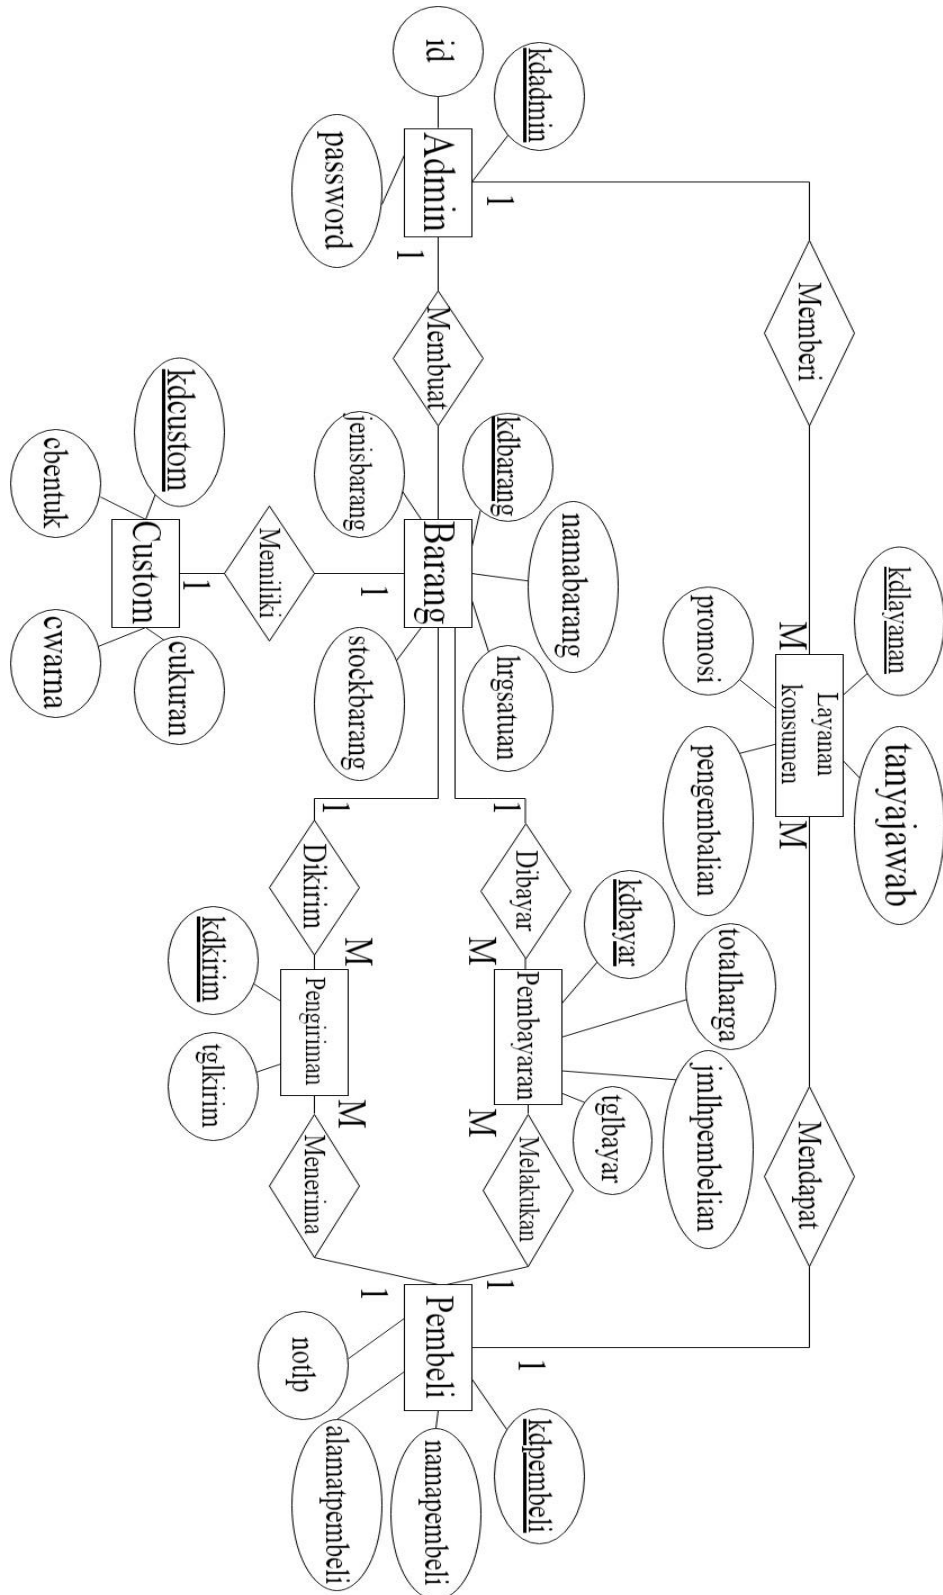 kdlayanan
tanyajawab
Memberi
M
Layanan
konsumen
M
Mendapat
promosi
pengembalian
totalharga
jmlhpembelian
kdadmin
kdbayar
tglbayar
1
namabarang
hrgsatuan
kdbarang
1
Dibayar
M
Pembayaran
M
Melakukan
1
1
kdpembeli
id
Admin
1
Membuat
Barang
Pembeli
namapembeli
password
jenisbarang
1
stockbarang
1
Dikirim
M
Pengiriman
M
Menerima
1
notlp
alamatpembeli
Memiliki
1
kdkirim
tglkirim
kdcustom
Custom
cukuran
cbentuk
cwarna